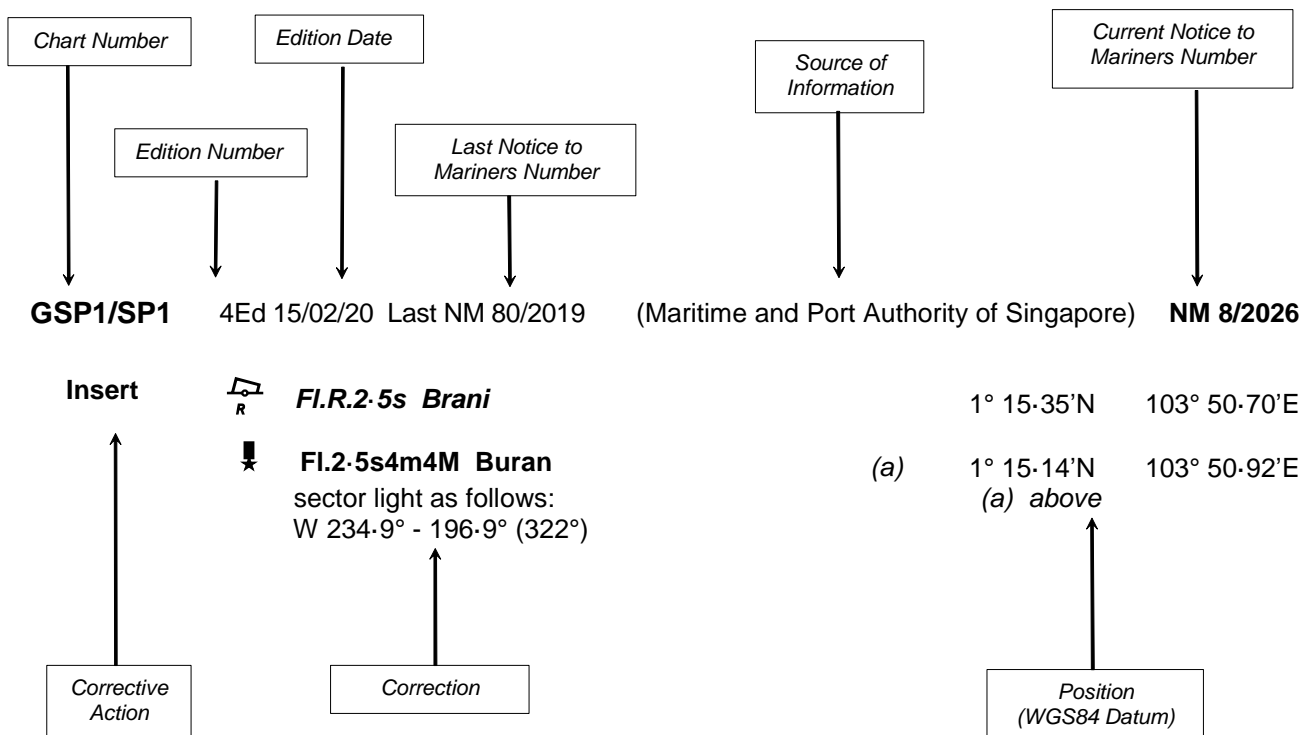 Chart Number
Edition Date
Current Notice to
Mariners Number
Source of
Information
Edition Number
Last Notice to
Mariners Number
GSP1/SP1 4Ed 15/02/20 Last NM 80/2019 (Maritime and Port Authority of Singapore) NM 8/2026
Insert Fl.R.2·5s Brani 1° 15·35’N 103° 50·70’E
R
Fl.2·5s4m4M Buran (a) 1° 15·14’N 103° 50·92’E
sector light as follows: (a) above
W 234·9° - 196·9° (322°)
Corrective
Action
Correction
Position
(WGS84 Datum)